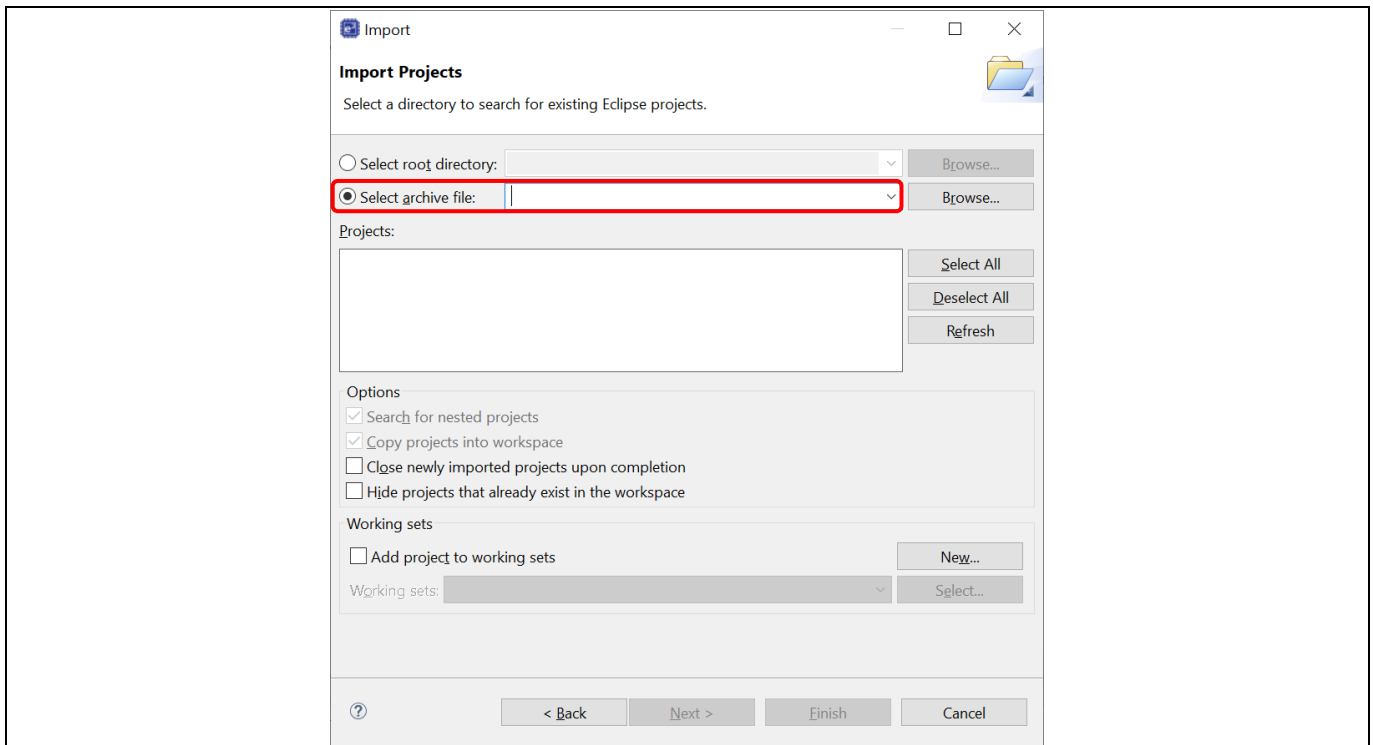 Import
Import Projects
Select a directory to search for existing Eclipse projects.
Select root directory: Browse...
Select archive file: Browse...
Projects:
Select All
Deselect All
Refresh
Options
Search for nested projects
Copy projects into workspace
Close newly imported projects upon completion
Hide projects that already exist in the workspace
Working sets
Add project to working sets New...
Working sets: Select...
? < Back Next > Finish Cancel